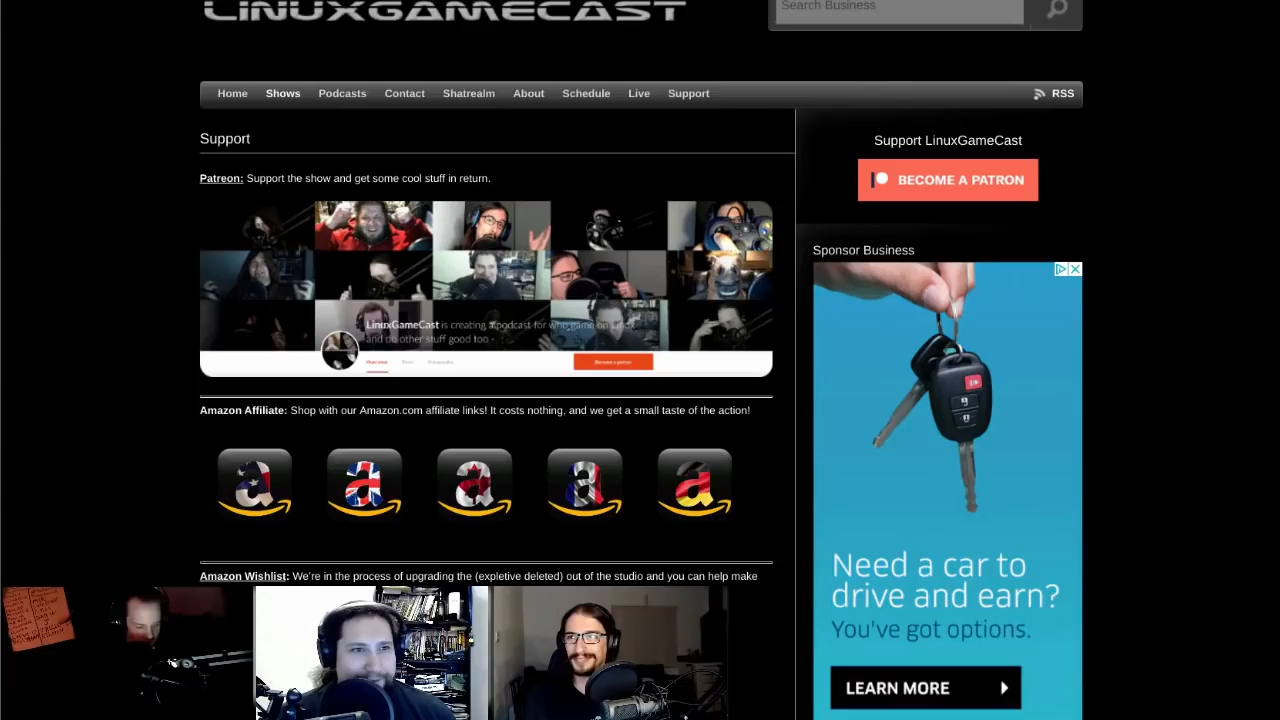 LINUXGAMECAST
Search Business
Home Shows Podcasts Contact Shatrealm About Schedule Live Support RSS
Support
Patreon: Support the show and get some cool stuff in return.
LinuxGameCast is creating a podcast for who game on Linux
and do other stuff good too -
Overview Posts Community
Become a patron
Amazon Affiliate: Shop with our Amazon.com affiliate links! It costs nothing, and we get a small taste of the action!
a a a a a
Amazon Wishlist: We're in the process of upgrading the (expletive deleted) out of the studio and you can help make
Support LinuxGameCast
BECOME A PATRON
Sponsor Business
Need a car to
drive and earn?
You've got options.
LEARN MORE